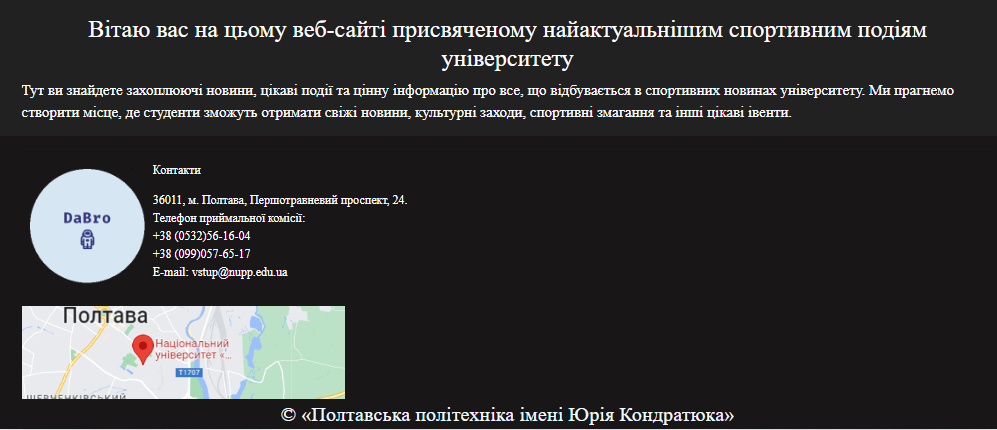 Вітаю вас на цьому веб-сайті присвяченому найактуальнішим спортивним подіям
університету
Тут ви знайдете захоплюючі новини, цікаві події та цінну інформацію про все, що відбувається в спортивних новинах університету. Ми прагнемо
створити місце, де студенти зможуть отримати свіжі новини, культурні заходи, спортивні змагання та інші цікаві івенти.
Контакти
36011, м. Полтава, Першотравневий проспект, 24.
Телефон приймальної комісії:
+38 (0532)56-16-04
+38 (099)057-65-17
E-mail: vstup@nupp.edu.ua
DaBro
Полтава
Національний
університет «...
Т1707
ШЕВЧЕНКІВСЬКИЙ
© «Полтавська політехніка імені Юрія Кондратюка»